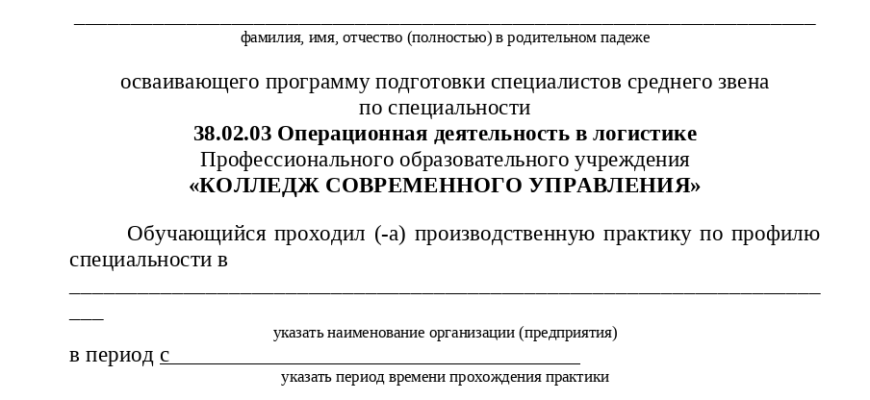 фамилия, имя, отчество (полностью) в родительном падеже
осваивающего программу подготовки специалистов среднего звена
по специальности
38.02.03 Операционная деятельность в логистике
Профессионального образовательного учреждения
«КОЛЛЕДЖ СОВРЕМЕННОГО УПРАВЛЕНИЯ»
Обучающийся проходил (-а) производственную практику по профилю
специальности в
указать наименование организации (предприятия)
в период с
указать период времени прохождения практики